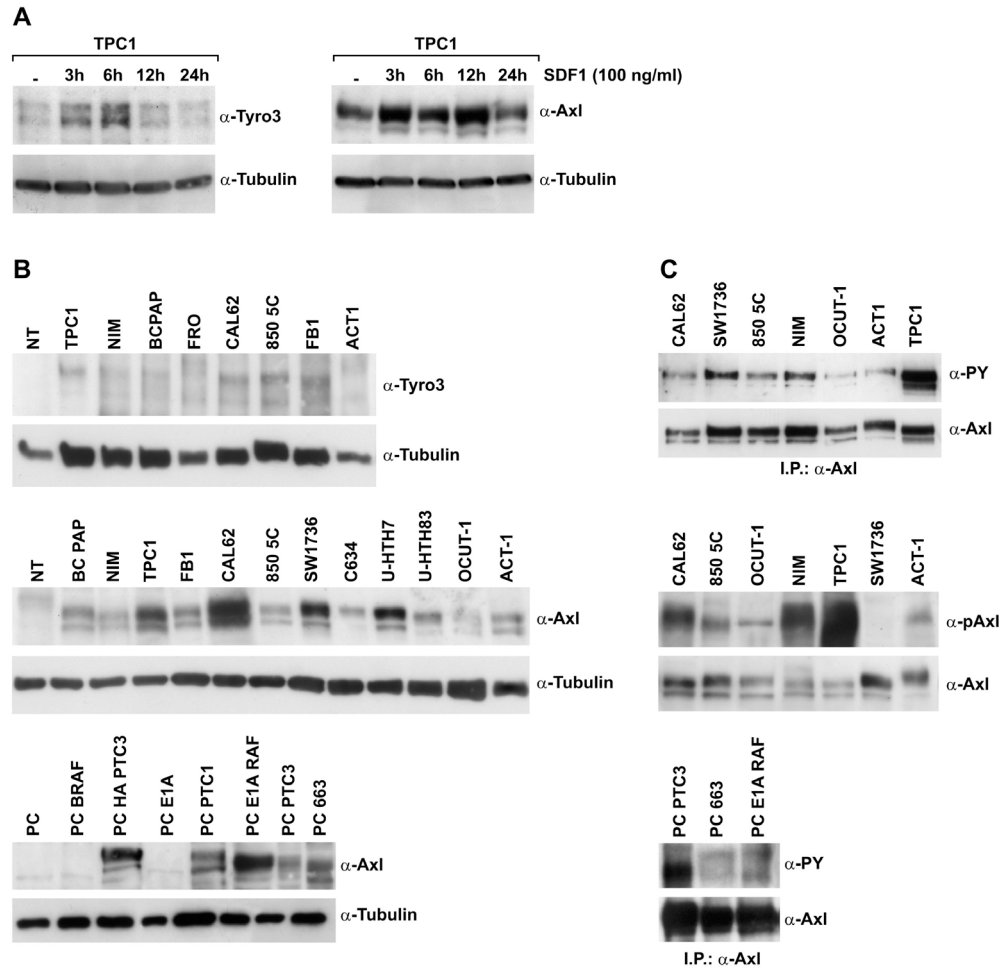 A
TPC1
- 3h 6h 12h 24h
α-Tyro3
α-Tubulin
TPC1
- 3h 6h 12h 24h SDF1 (100 ng/ml)
α-Axl
α-Tubulin
B
NT TPC1 NIM BCPAP FRO CAL62 850 5C FB1 ACT1
α-Tyro3
α-Tubulin
NT BC PAP NIM TPC1 FB1 CAL62 850 5C SW1736 C634 U-HTH7 U-HTH83 OCUT-1 ACT-1
α-Axl
α-Tubulin
PC PC BRAF PC HA PTC3 PC E1A PC PTC1 PC E1A RAF PC PTC3 PC 663
α-Axl
α-Tubulin
C
CAL62 SW1736 850 5C NIM OCUT-1 ACT1 TPC1
α-PY
α-Axl
I.P.: α-Axl
CAL62 850 5C OCUT-1 NIM TPC1 SW1736 ACT-1
α-pAxl
α-Axl
PC PTC3 PC 663 PC E1A RAF
α-PY
α-Axl
I.P.: α-Axl